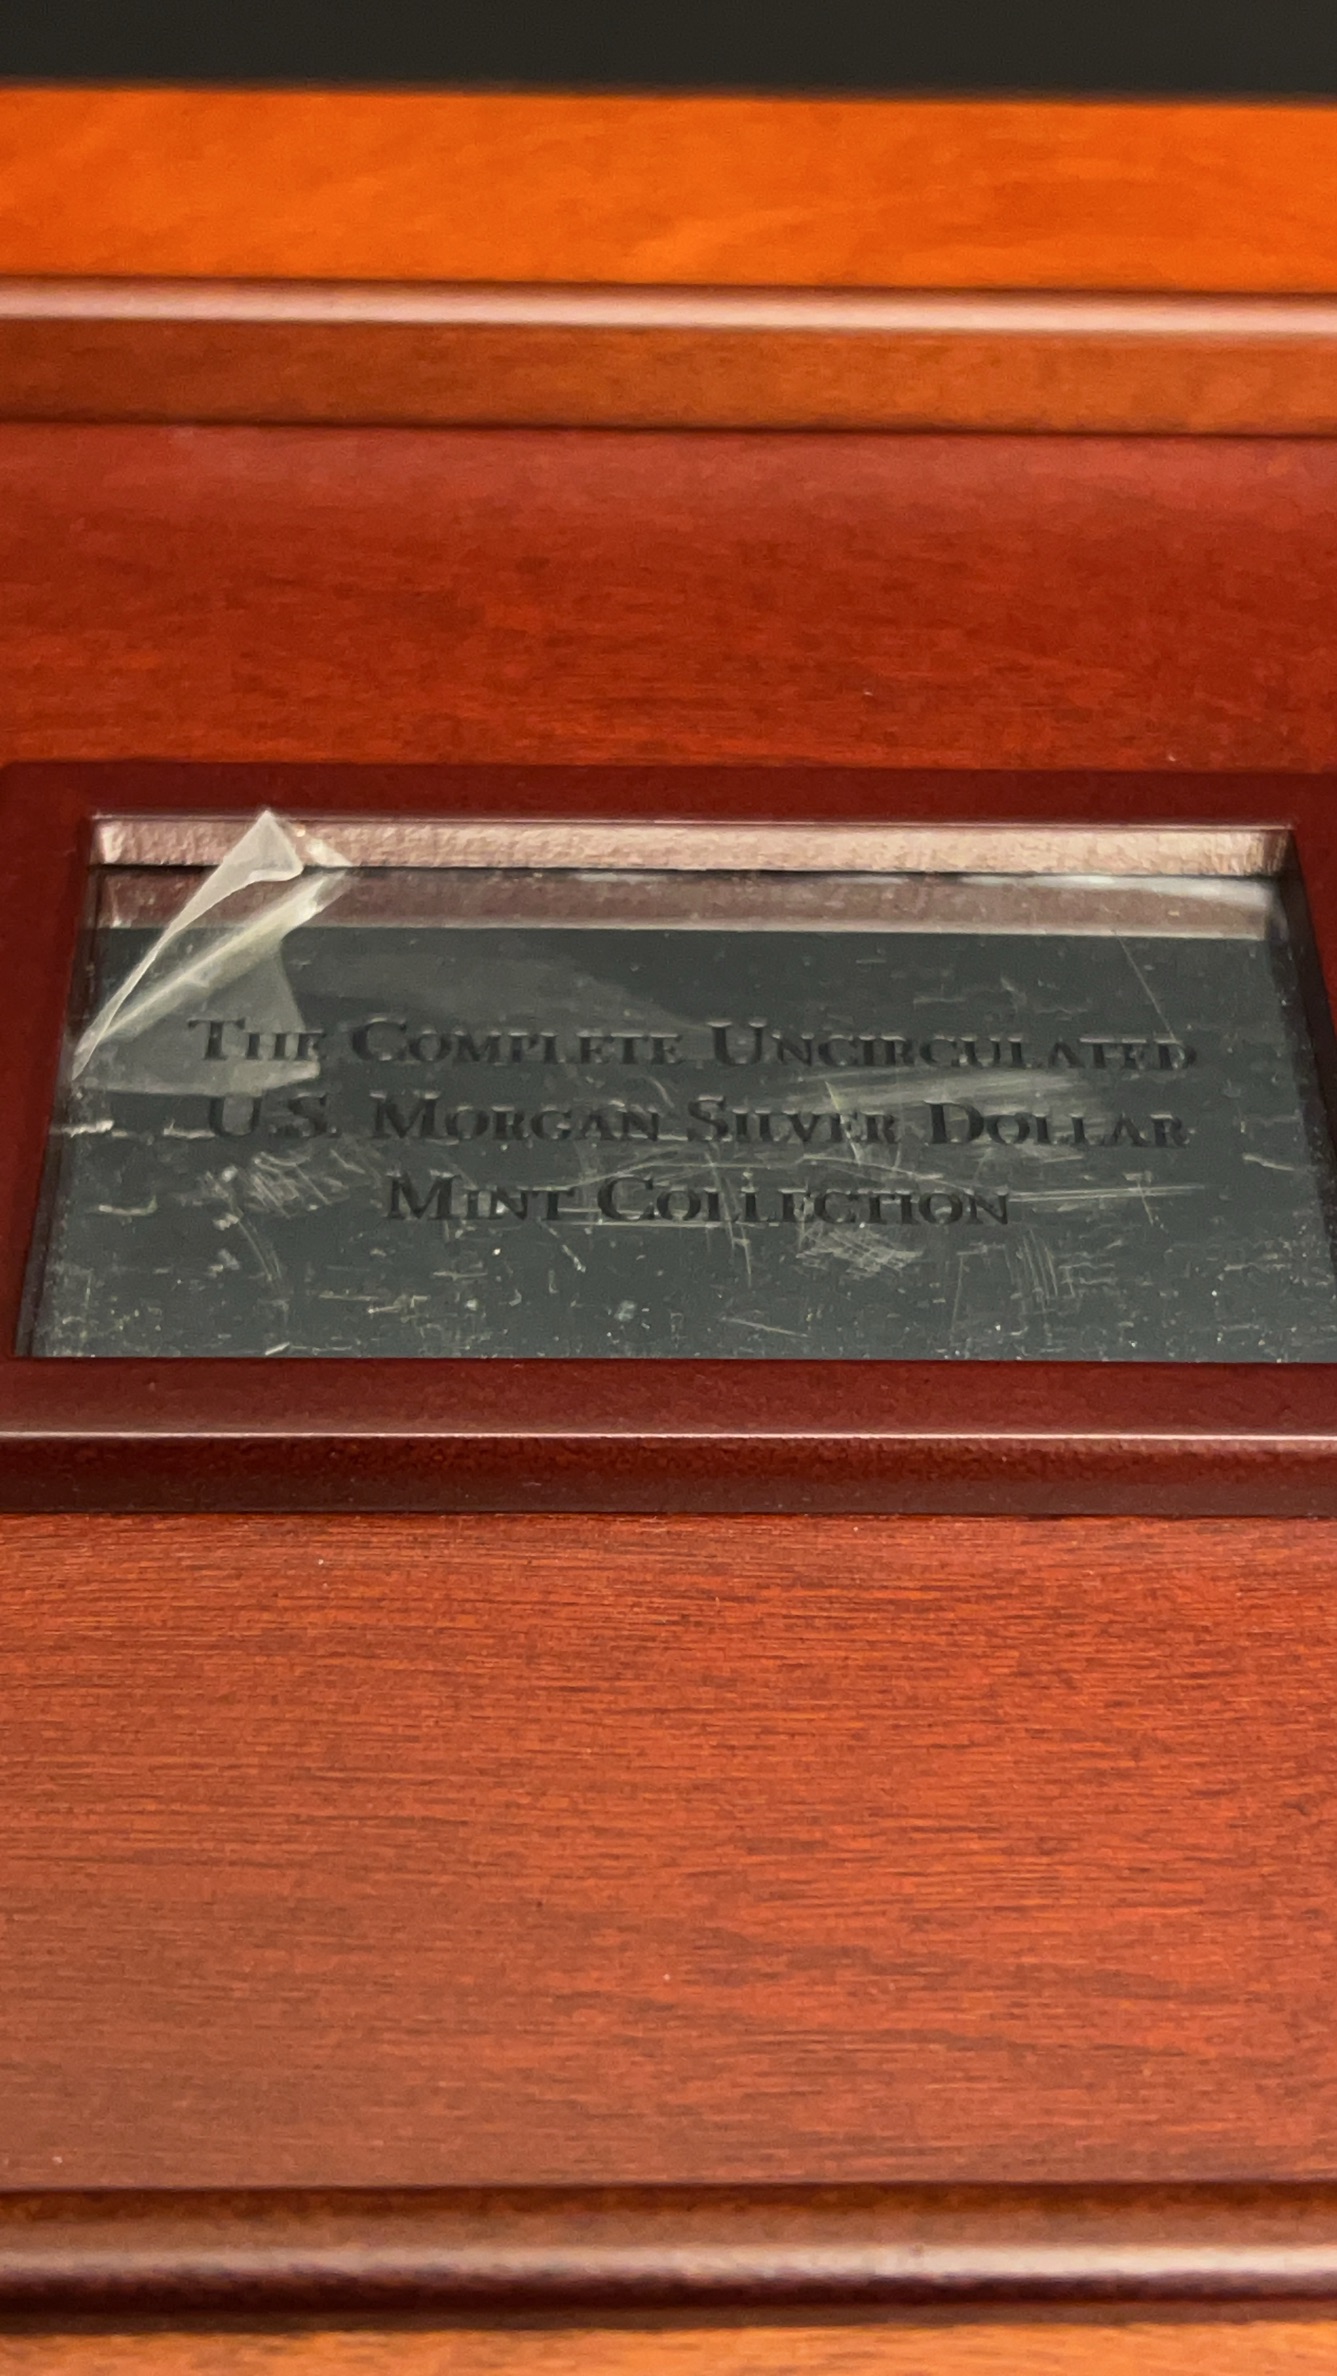 The Complete Uncirculated
U.S. Morgan Silver Dollar
Mint Collection